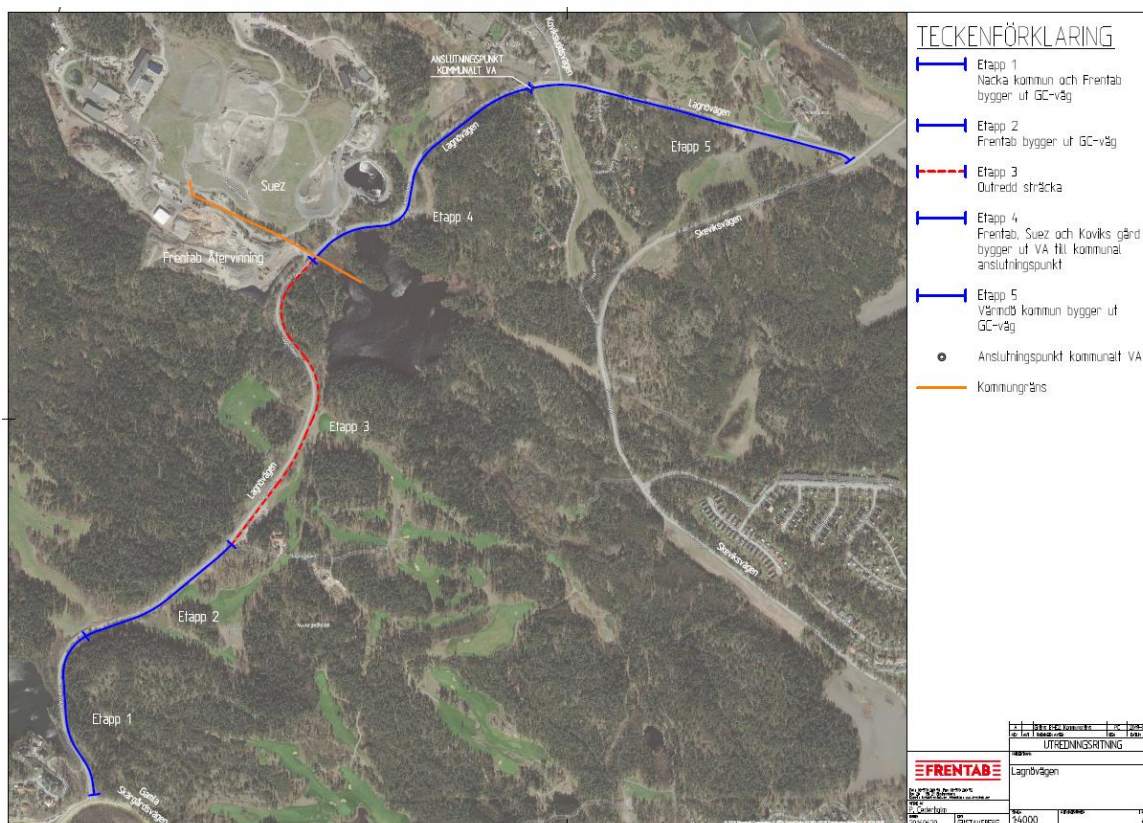 ANSLUTNINGSPUNKT
KOMMUNALT VA
Koviksuddsvägen
Lagnövägen
Lagnövägen
Etapp 5
Suez
Etapp 4
Skeviksvägen
Frentab Återvinning
Etapp 3
Lagnövägen
Skeviksvägen
Etapp 2
Etapp 1
Gamla
Skärgårdsvägen
TECKENFÖRKLARING
Etapp 1
Nacka kommun och Frentab
bygger ut GC-väg
Etapp 2
Frentab bygger ut GC-väg
Etapp 3
Outredd sträcka
Etapp 4
Frentab, Suez och Koviks gård
bygger ut VA till kommunal
anslutningspunkt
Etapp 5
Värmdö kommun bygger ut
GC-väg
Anslutningspunkt kommunalt VA
Kommungräns
UTREDNINGSRITNING
FRENTAB
Lagnövägen
P. Cederholm
GUSTAVSBERG
1:4000